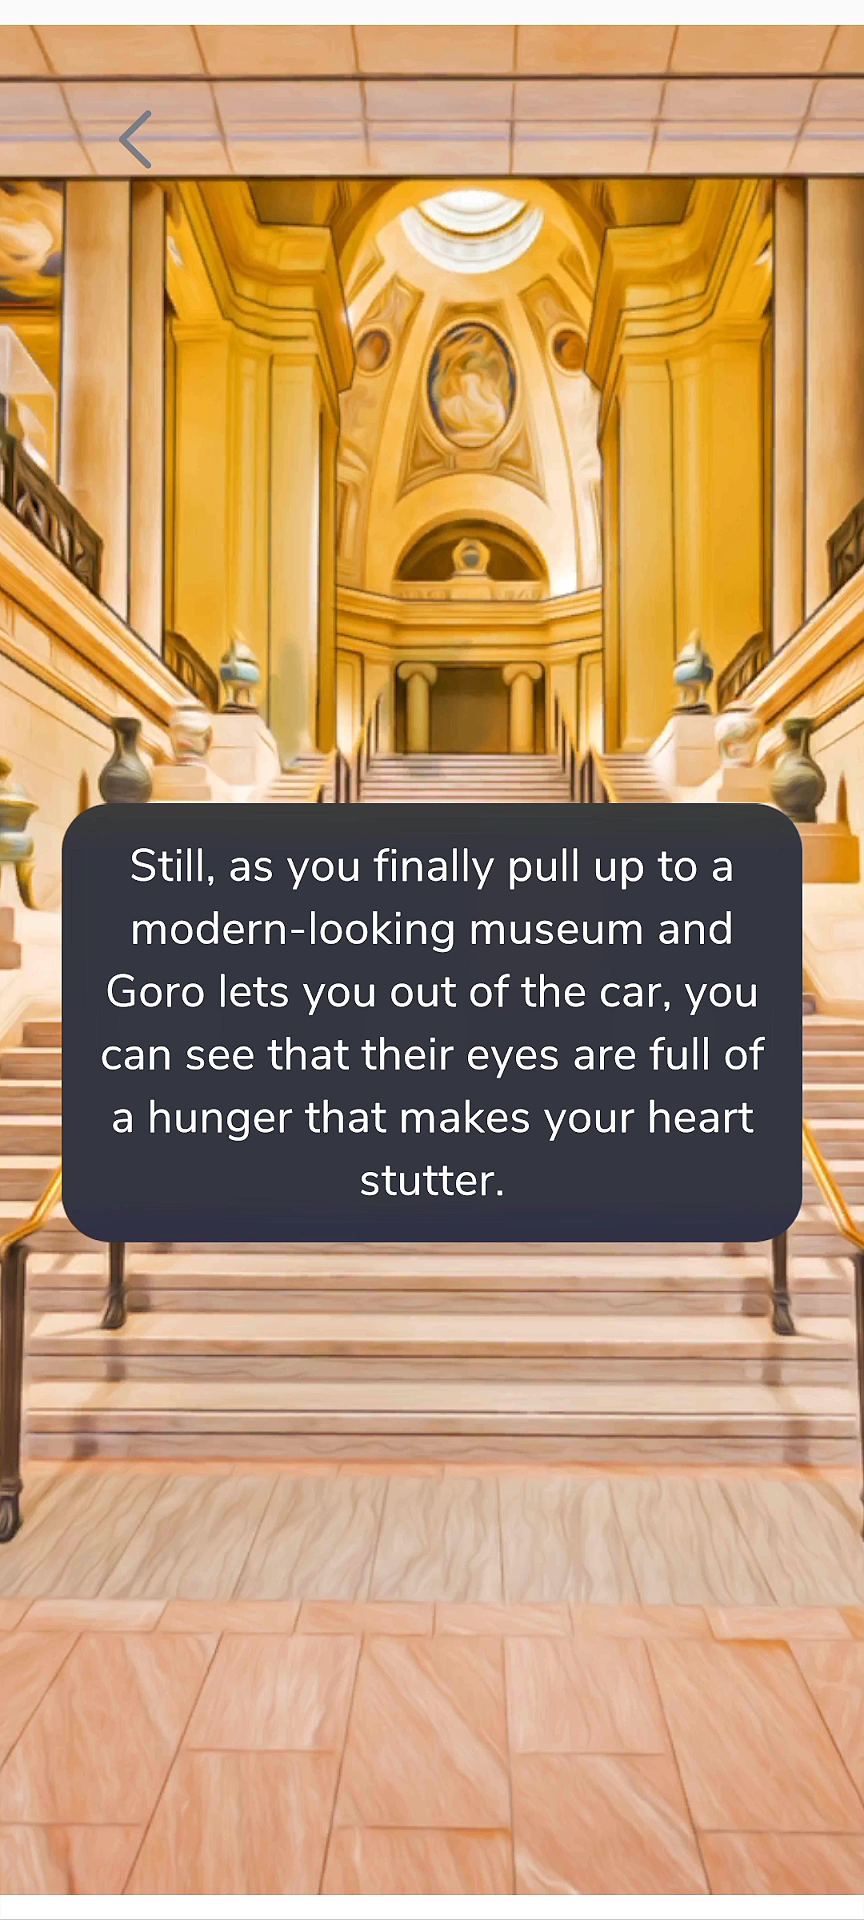 Still, as you finally pull up to a
modern-looking museum and
Goro lets you out of the car, you
can see that their eyes are full of
a hunger that makes your heart
stutter.